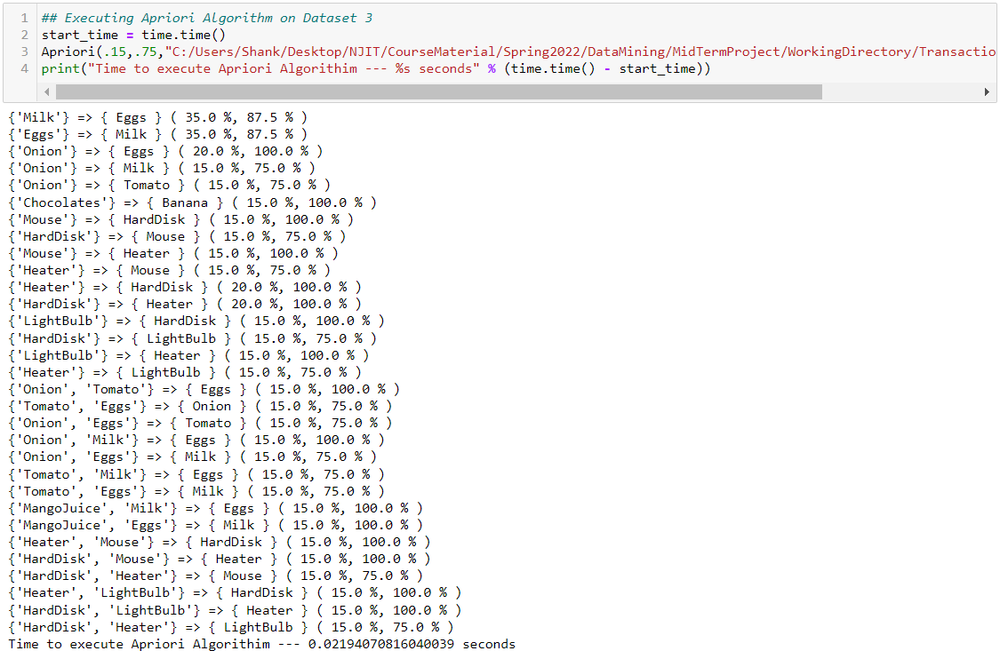 1 ## Executing Apriori Algorithm on Dataset 3
2 start_time = time.time()
3 Apriori(.15,.75,"C:/Users/Shank/Desktop/NJIT/CourseMaterial/Spring2022/DataMining/MidTermProject/WorkingDirectory/Transactio
4 print("Time to execute Apriori Algorithim --- %s seconds" % (time.time() - start_time))
{'Milk'} => { Eggs } ( 35.0 %, 87.5 % )
{'Eggs'} => { Milk } ( 35.0 %, 87.5 % )
{'Onion'} => { Eggs } ( 20.0 %, 100.0 % )
{'Onion'} => { Milk } ( 15.0 %, 75.0 % )
{'Onion'} => { Tomato } ( 15.0 %, 75.0 % )
{'Chocolates'} => { Banana } ( 15.0 %, 100.0 % )
{'Mouse'} => { HardDisk } ( 15.0 %, 100.0 % )
{'HardDisk'} => { Mouse } ( 15.0 %, 75.0 % )
{'Mouse'} => { Heater } ( 15.0 %, 100.0 % )
{'Heater'} => { Mouse } ( 15.0 %, 75.0 % )
{'Heater'} => { HardDisk } ( 20.0 %, 100.0 % )
{'HardDisk'} => { Heater } ( 20.0 %, 100.0 % )
{'LightBulb'} => { HardDisk } ( 15.0 %, 100.0 % )
{'HardDisk'} => { LightBulb } ( 15.0 %, 75.0 % )
{'LightBulb'} => { Heater } ( 15.0 %, 100.0 % )
{'Heater'} => { LightBulb } ( 15.0 %, 75.0 % )
{'Onion', 'Tomato'} => { Eggs } ( 15.0 %, 100.0 % )
{'Tomato', 'Eggs'} => { Onion } ( 15.0 %, 75.0 % )
{'Onion', 'Eggs'} => { Tomato } ( 15.0 %, 75.0 % )
{'Onion', 'Milk'} => { Eggs } ( 15.0 %, 100.0 % )
{'Onion', 'Eggs'} => { Milk } ( 15.0 %, 75.0 % )
{'Tomato', 'Milk'} => { Eggs } ( 15.0 %, 75.0 % )
{'Tomato', 'Eggs'} => { Milk } ( 15.0 %, 75.0 % )
{'MangoJuice', 'Milk'} => { Eggs } ( 15.0 %, 100.0 % )
{'MangoJuice', 'Eggs'} => { Milk } ( 15.0 %, 100.0 % )
{'Heater', 'Mouse'} => { HardDisk } ( 15.0 %, 100.0 % )
{'HardDisk', 'Mouse'} => { Heater } ( 15.0 %, 100.0 % )
{'HardDisk', 'Heater'} => { Mouse } ( 15.0 %, 75.0 % )
{'Heater', 'LightBulb'} => { HardDisk } ( 15.0 %, 100.0 % )
{'HardDisk', 'LightBulb'} => { Heater } ( 15.0 %, 100.0 % )
{'HardDisk', 'Heater'} => { LightBulb } ( 15.0 %, 75.0 % )
Time to execute Apriori Algorithim --- 0.02194070816040039 seconds